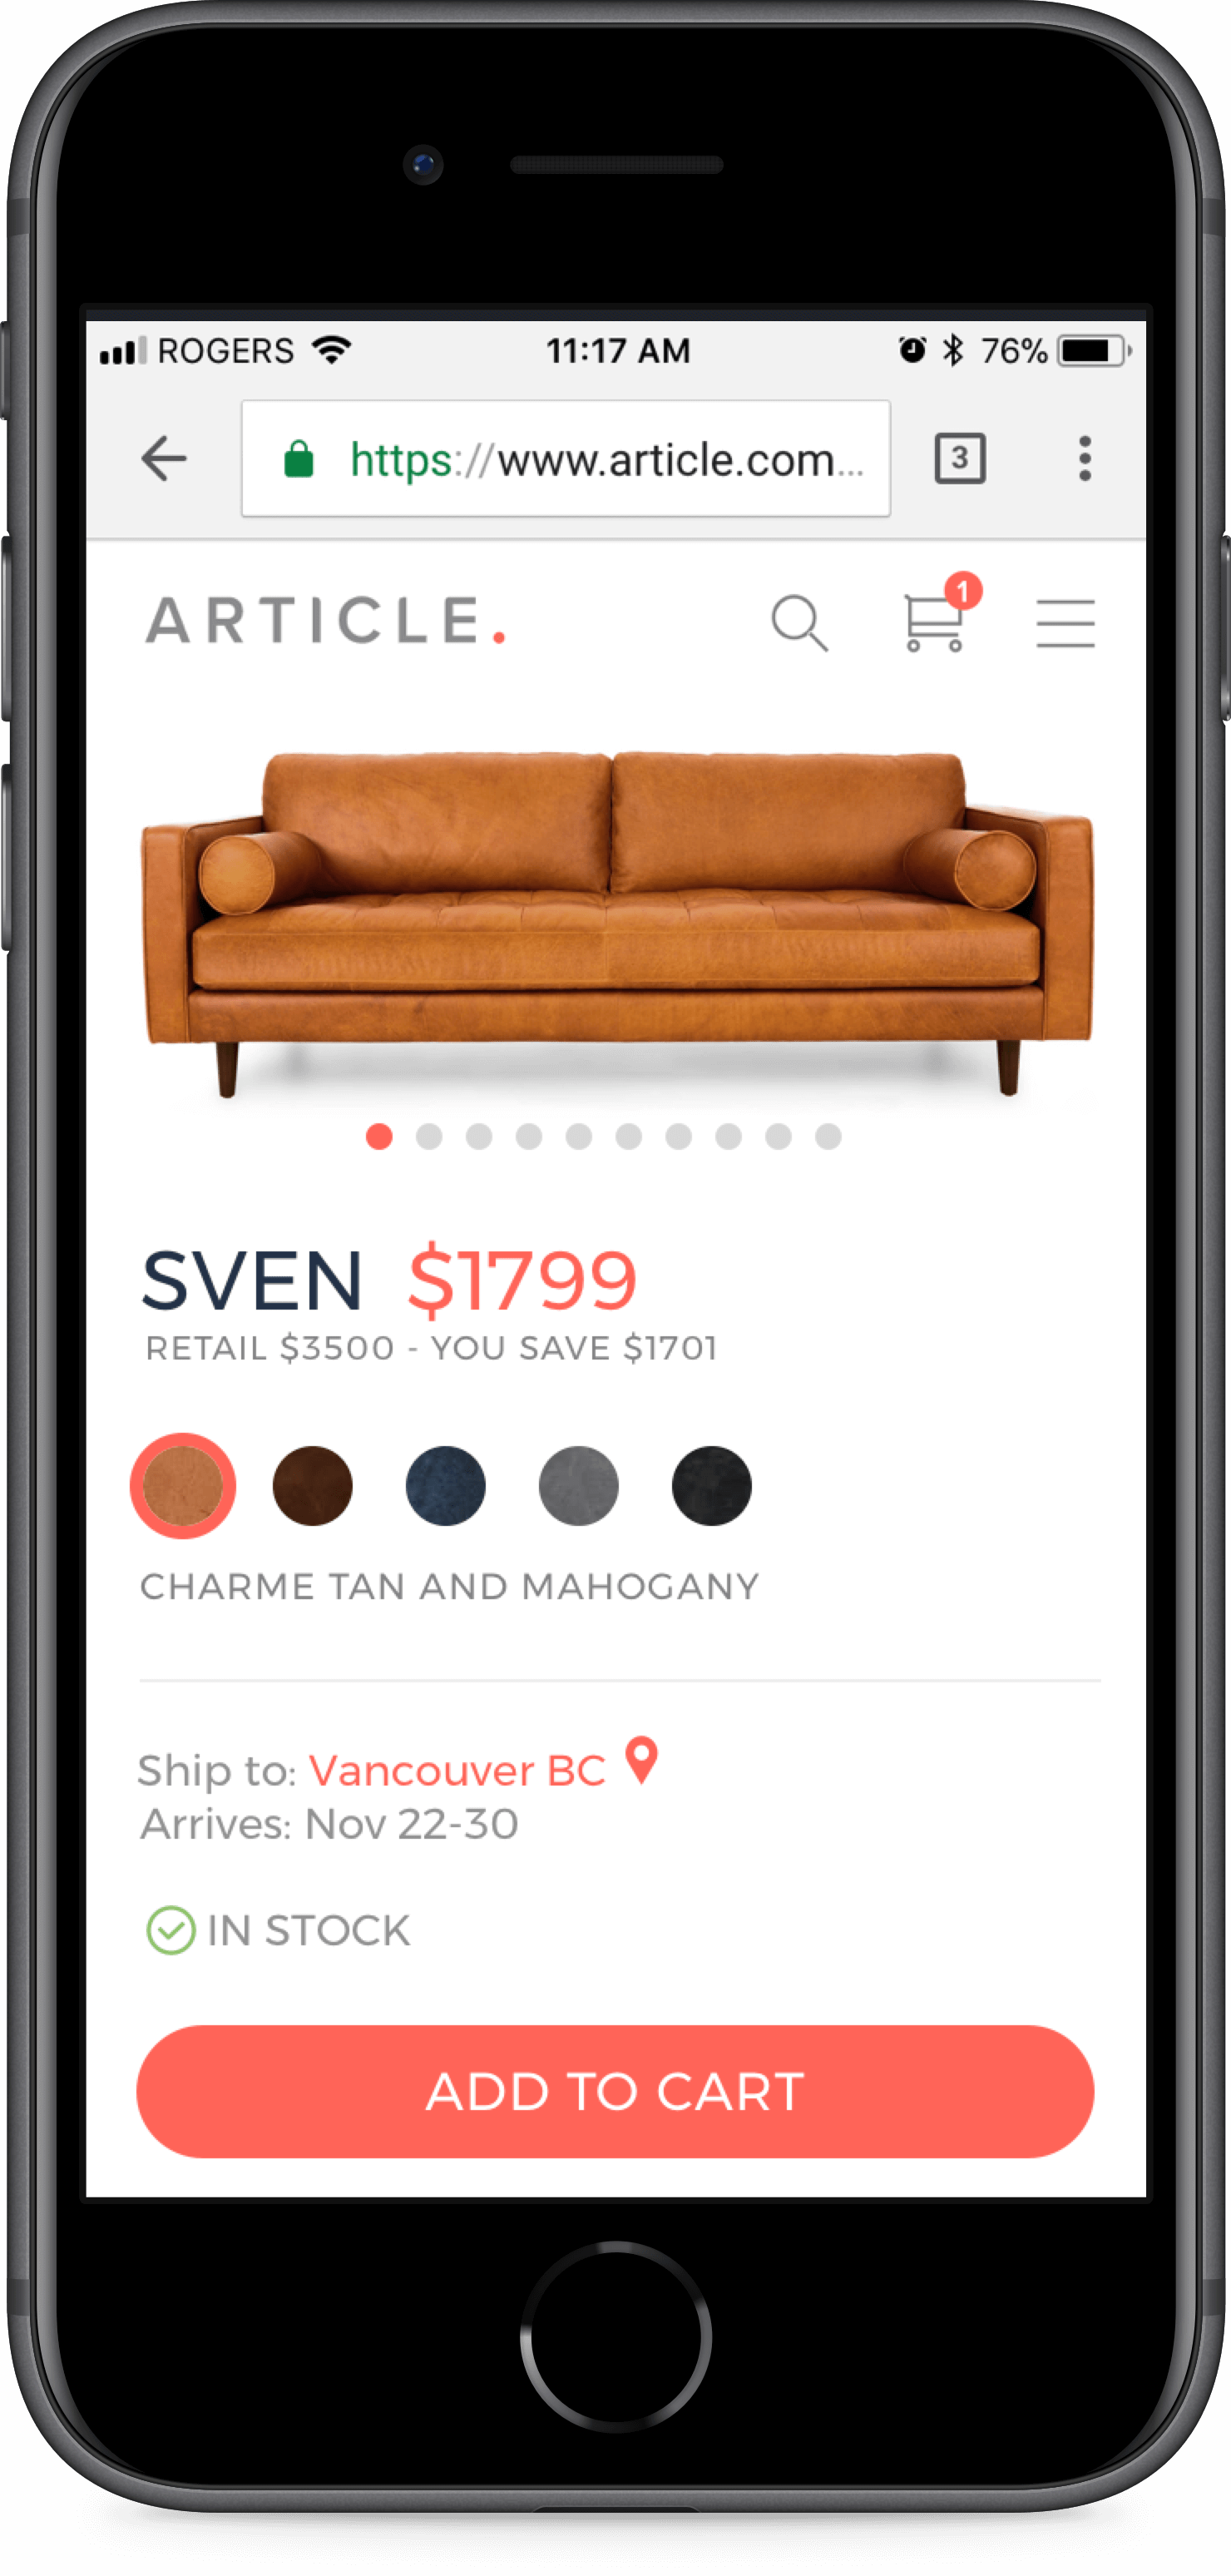 ROGERS 11:17 AM 76%
https://www.article.com... 3
ARTICLE. 1
SVEN $1799
RETAIL $3500 - YOU SAVE $1701
CHARME TAN AND MAHOGANY
Ship to: Vancouver BC
Arrives: Nov 22-30
IN STOCK
ADD TO CART